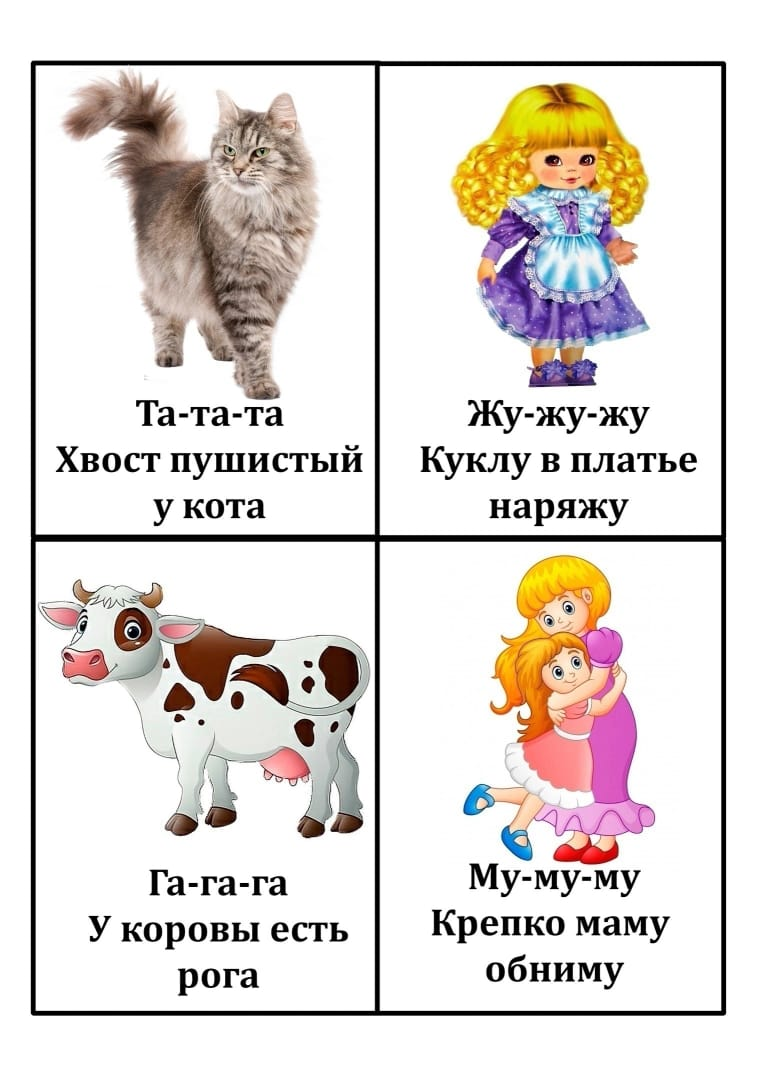 Та-та-та
Хвост пушистый
у кота
Жу-жу-жу
Куклу в платье
наряжу
Га-га-га
У коровы есть
рога
Му-му-му
Крепко маму
обниму